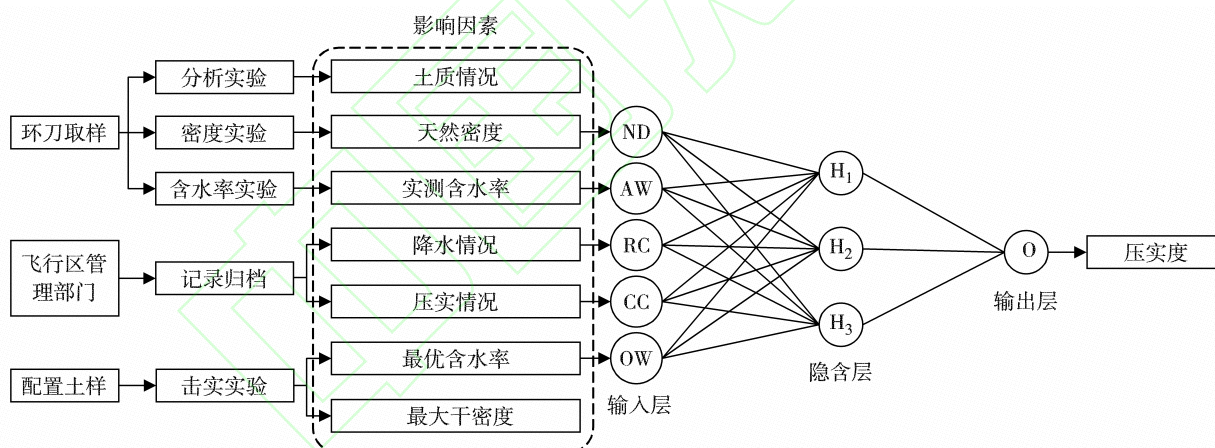 影响因素
环刀取样
分析实验
密度实验
含水率实验
飞行区管
理部门
记录归档
配置土样
击实实验
土质情况
天然密度
实测含水率
降水情况
压实情况
最优含水率
最大干密度
ND
AW
RC
CC
OW
输入层
H1
H2
H3
隐含层
O
输出层
压实度